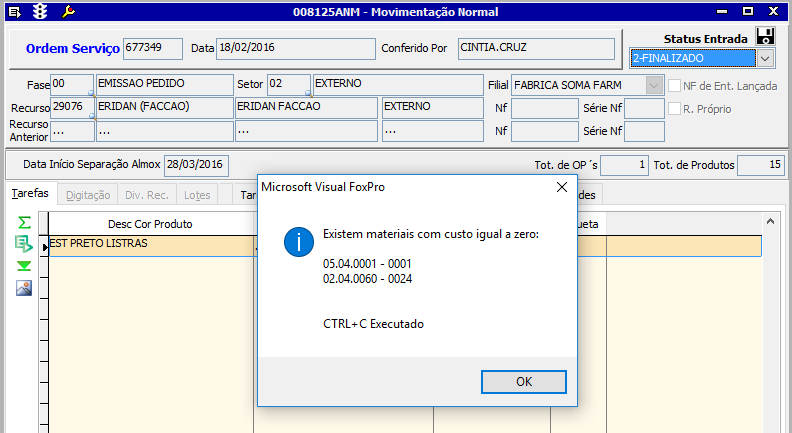 008125ANM - Movimentação Normal
Ordem Serviço 677349 Data 18/02/2016 Conferido Por CINTIA.CRUZ
Status Entrada
2-FINALIZADO
Fase 00 EMISSAO PEDIDO Setor 02 EXTERNO Filial FABRICA SOMA FARM NF de Ent. Lançada
Recurso 29076 ERIDAN (FACCAO) ERIDAN FACCAO EXTERNO Nf Série Nf R. Próprio
Recurso Anterior ... ... ... ... Nf Série Nf
Data Início Separação Almox 28/03/2016 Tot. de OP´s 1 Tot. de Produtos 15
Tarefas Digitação Div. Rec. Lotes Tar des
Desc Cor Produto ueta
EST PRETO LISTRAS
Microsoft Visual FoxPro
Existem materiais com custo igual a zero:
05.04.0001 - 0001
02.04.0060 - 0024
CTRL+C Executado
OK